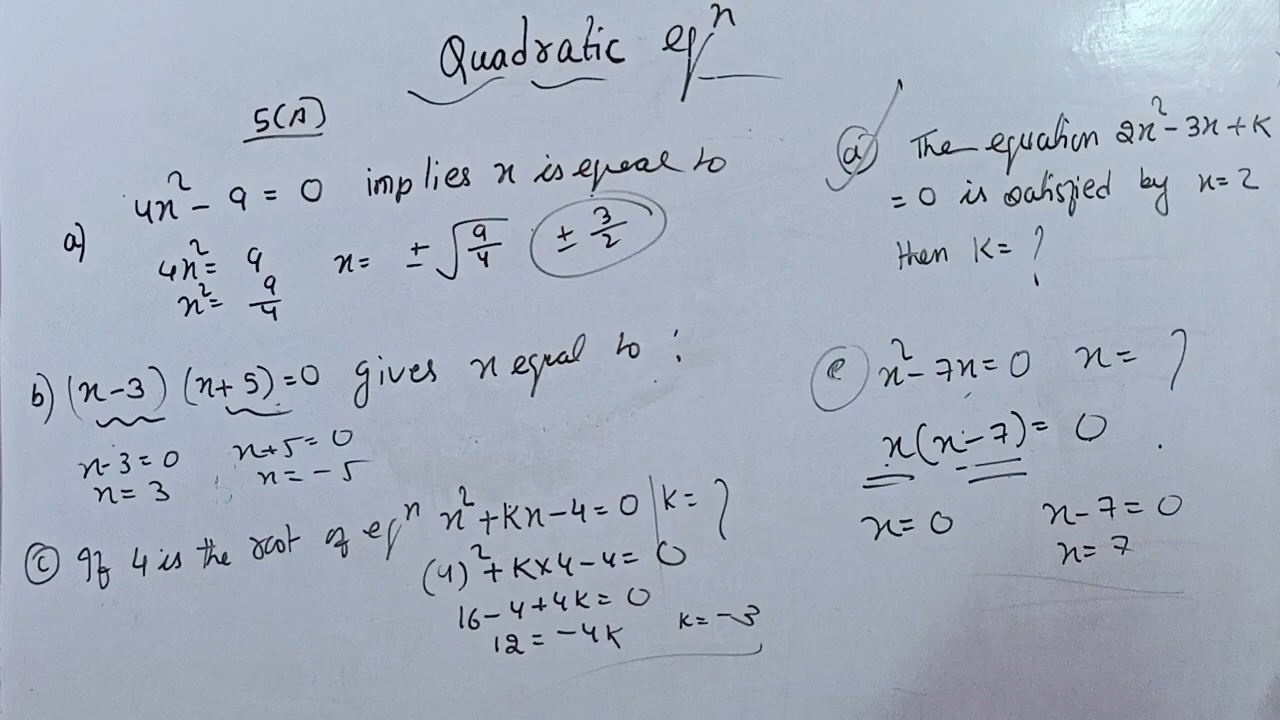 Quadratic eqⁿ
5(A)
4x² - 9 = 0 implies x is equal to
a)
4x² = 9
x² = 9/4
x = ± √(9/4) ± 3/2
b) (x-3) (x+5) = 0 gives x equal to :
x-3=0 x+5=0
x=3 x=-5
(c) If 4 is the root of eqⁿ x²+Kx-4=0 | K= ?
(4)²+K×4-4=0
16-4+4K=0
12=-4K K=-3
(d) The equation 2x²-3x+K
=0 is satisfied by x=2
then K= ?
(e) x²-7x=0 x= ?
x(x-7)=0
x=0 x-7=0
x=7